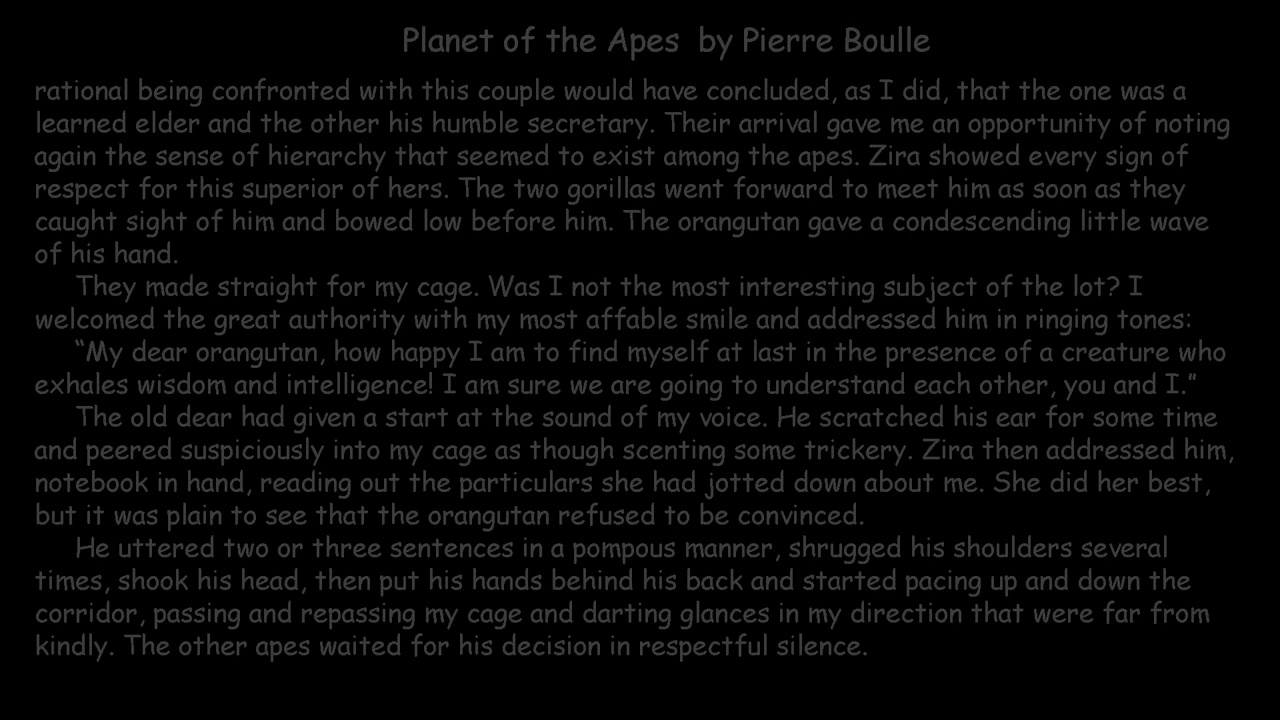 Planet of the Apes  by Pierre Boulle
rational being confronted with this couple would have concluded, as I did, that the one was a
learned elder and the other his humble secretary. Their arrival gave me an opportunity of noting
again the sense of hierarchy that seemed to exist among the apes. Zira showed every sign of
respect for this superior of hers. The two gorillas went forward to meet him as soon as they
caught sight of him and bowed low before him. The orangutan gave a condescending little wave
of his hand.
They made straight for my cage. Was I not the most interesting subject of the lot? I
welcomed the great authority with my most affable smile and addressed him in ringing tones:
“My dear orangutan, how happy I am to find myself at last in the presence of a creature who
exhales wisdom and intelligence! I am sure we are going to understand each other, you and I.”
The old dear had given a start at the sound of my voice. He scratched his ear for some time
and peered suspiciously into my cage as though scenting some trickery. Zira then addressed him,
notebook in hand, reading out the particulars she had jotted down about me. She did her best,
but it was plain to see that the orangutan refused to be convinced.
He uttered two or three sentences in a pompous manner, shrugged his shoulders several
times, shook his head, then put his hands behind his back and started pacing up and down the
corridor, passing and repassing my cage and darting glances in my direction that were far from
kindly. The other apes waited for his decision in respectful silence.